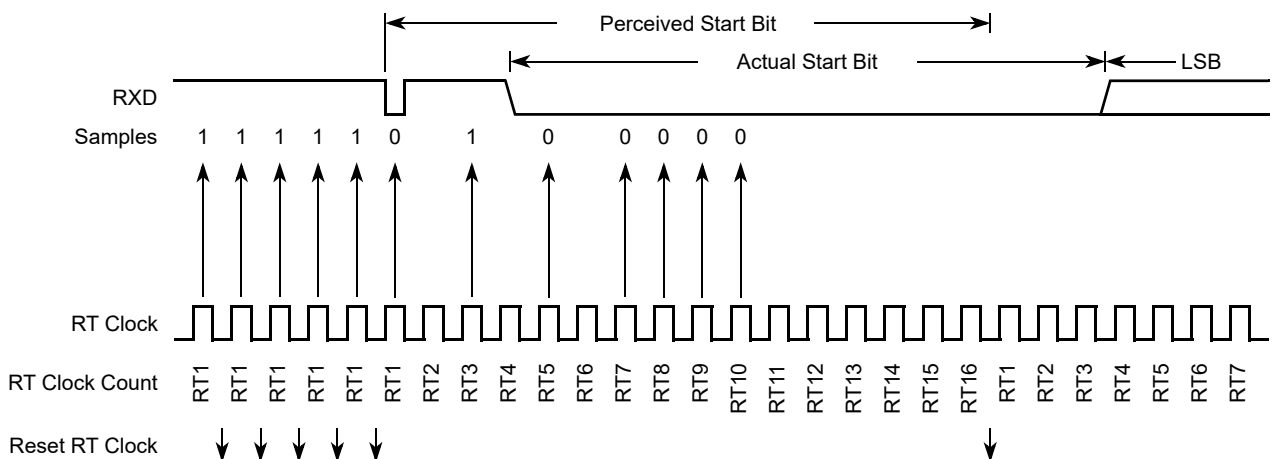 Perceived Start Bit
Actual Start Bit
LSB
RXD
Samples 1 1 1 1 1 0 1 0 0 0 0 0
RT Clock
RT Clock Count RT1 RT1 RT1 RT1 RT1 RT1 RT2 RT3 RT4 RT5 RT6 RT7 RT8 RT9 RT10 RT11 RT12 RT13 RT14 RT15 RT16 RT1 RT2 RT3 RT4 RT5 RT6 RT7
Reset RT Clock